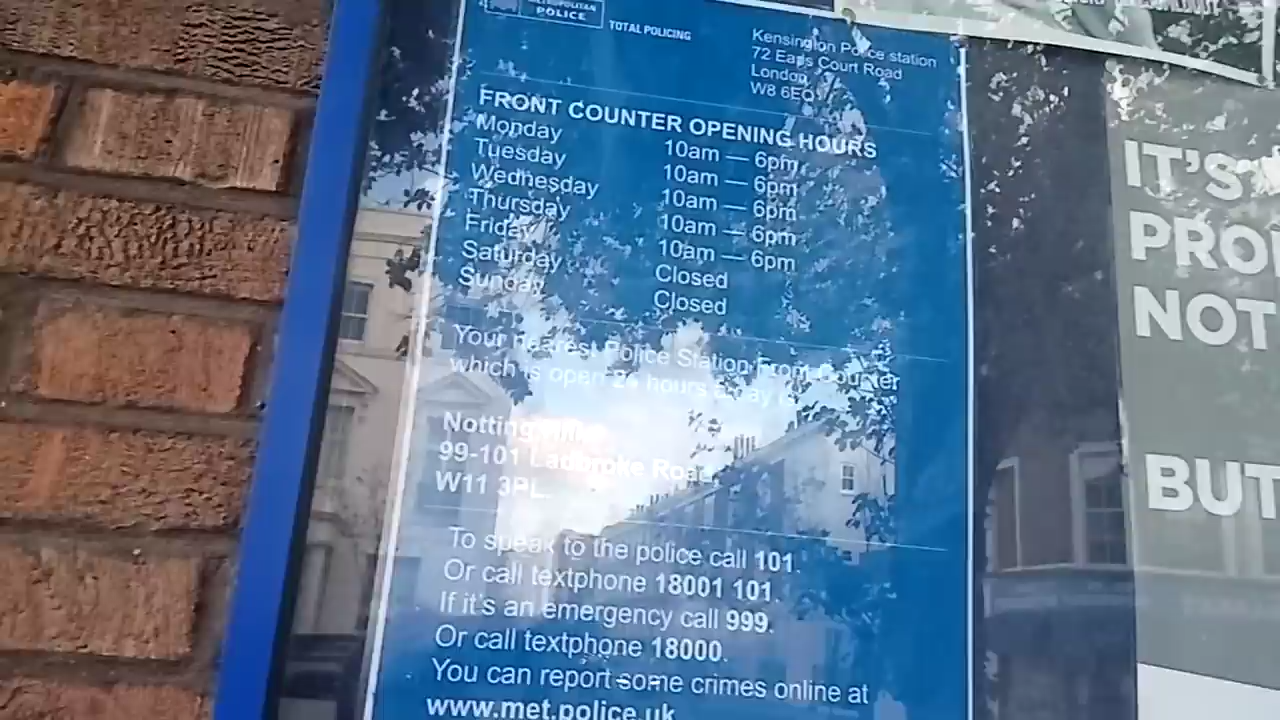 METROPOLITAN
POLICE
TOTAL POLICING
Kensington Police station
72 Earls Court Road
London
W8 6EQ
FRONT COUNTER OPENING HOURS
Monday 10am — 6pm
Tuesday 10am — 6pm
Wednesday 10am — 6pm
Thursday 10am — 6pm
Friday 10am — 6pm
Saturday Closed
Sunday Closed
Your nearest Police Station Front Counter
which is open 24 hours a day is
Notting Hill
99-101 Ladbroke Road,
W11 3PL.
To speak to the police call 101.
Or call textphone 18001 101.
If it's an emergency call 999.
Or call textphone 18000.
You can report some crimes online at
www.met.police.uk
IT'S
PRO
NOT
BUT